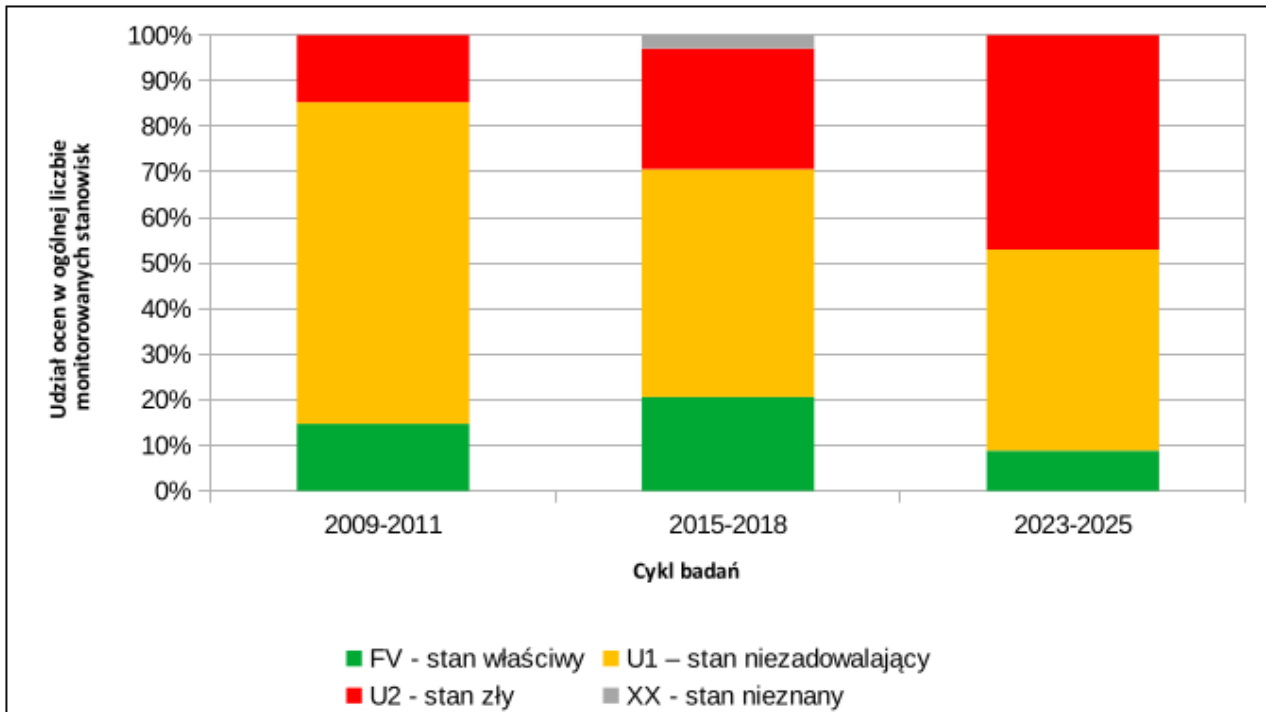 Udział ocen w ogólnej liczbie
monitorowanych stanowisk
100%
90%
80%
70%
60%
50%
40%
30%
20%
10%
0%
2009-2011
2015-2018
2023-2025
Cykl badań
FV - stan właściwy
U1 – stan niezadowalający
U2 - stan zły
XX - stan nieznany